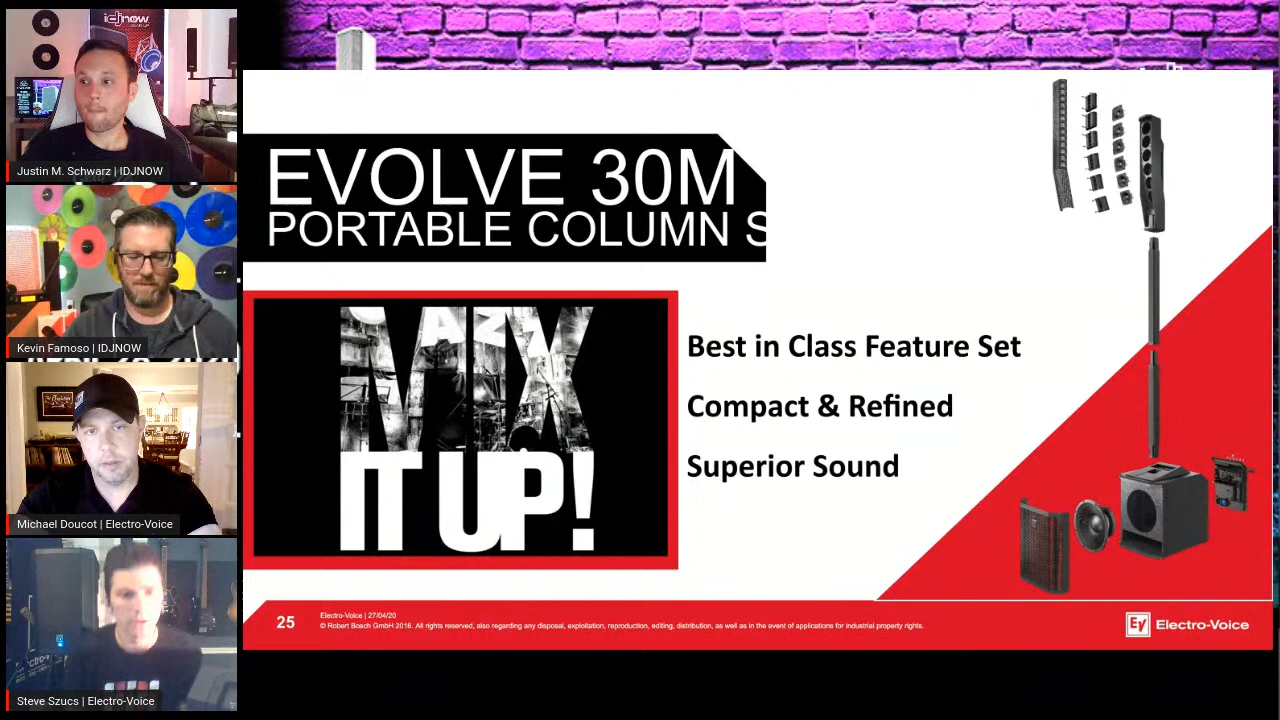 idjnow
Justin M. Schwarz | IDJNOW
Kevin Famoso | IDJNOW
Michael Doucot | Electro-Voice
Steve Szucs | Electro-Voice
EVOLVE 30M
PORTABLE COLUMN S
MIX
IT UP!
Best in Class Feature Set
Compact & Refined
Superior Sound
25
Electro-Voice | 27/04/20
© Robert Bosch GmbH 2016. All rights reserved, also regarding any disposal, exploitation, reproduction, editing, distribution, as well as in the event of applications for industrial property rights.
EV Electro-Voice